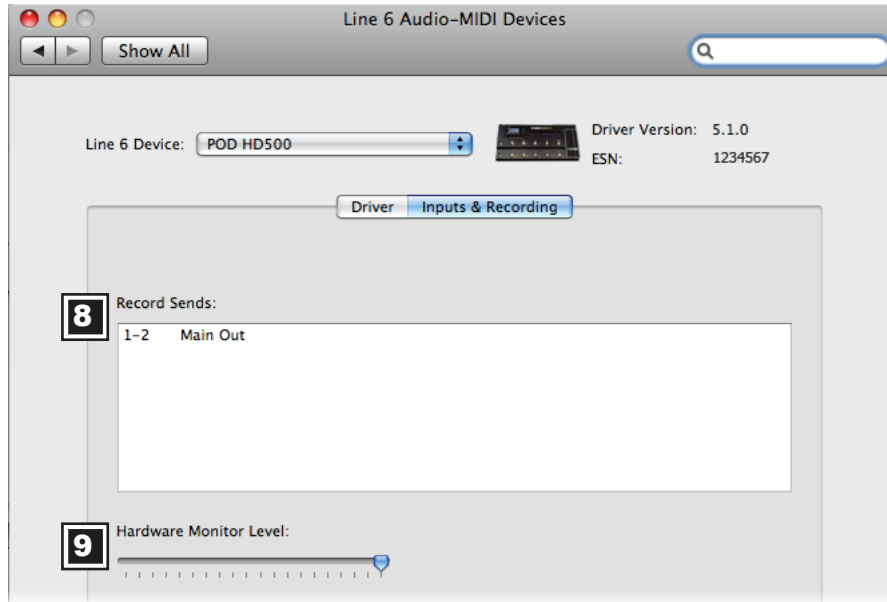 Line 6 Audio-MIDI Devices
Show All
Line 6 Device: POD HD500
Driver Version: 5.1.0
ESN: 1234567
Driver Inputs & Recording
8
Record Sends:
1-2 Main Out
9
Hardware Monitor Level: